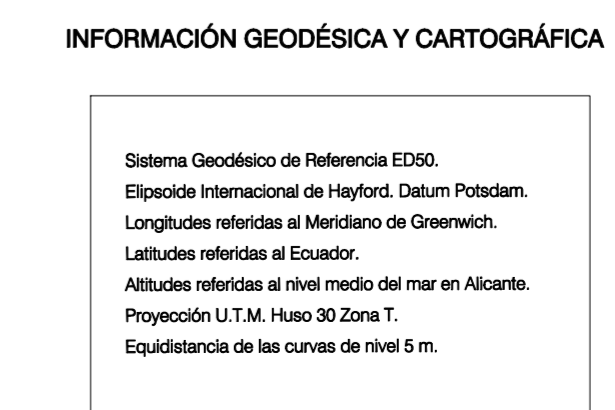 INFORMACIÓN GEODÉSICA Y CARTOGRÁFICA
Sistema Geodésico de Referencia ED50.
Elipsoide Internacional de Hayford. Datum Potsdam.
Longitudes referidas al Meridiano de Greenwich.
Latitudes referidas al Ecuador.
Altitudes referidas al nivel medio del mar en Alicante.
Proyección U.T.M. Huso 30 Zona T.
Equidistancia de las curvas de nivel 5 m.